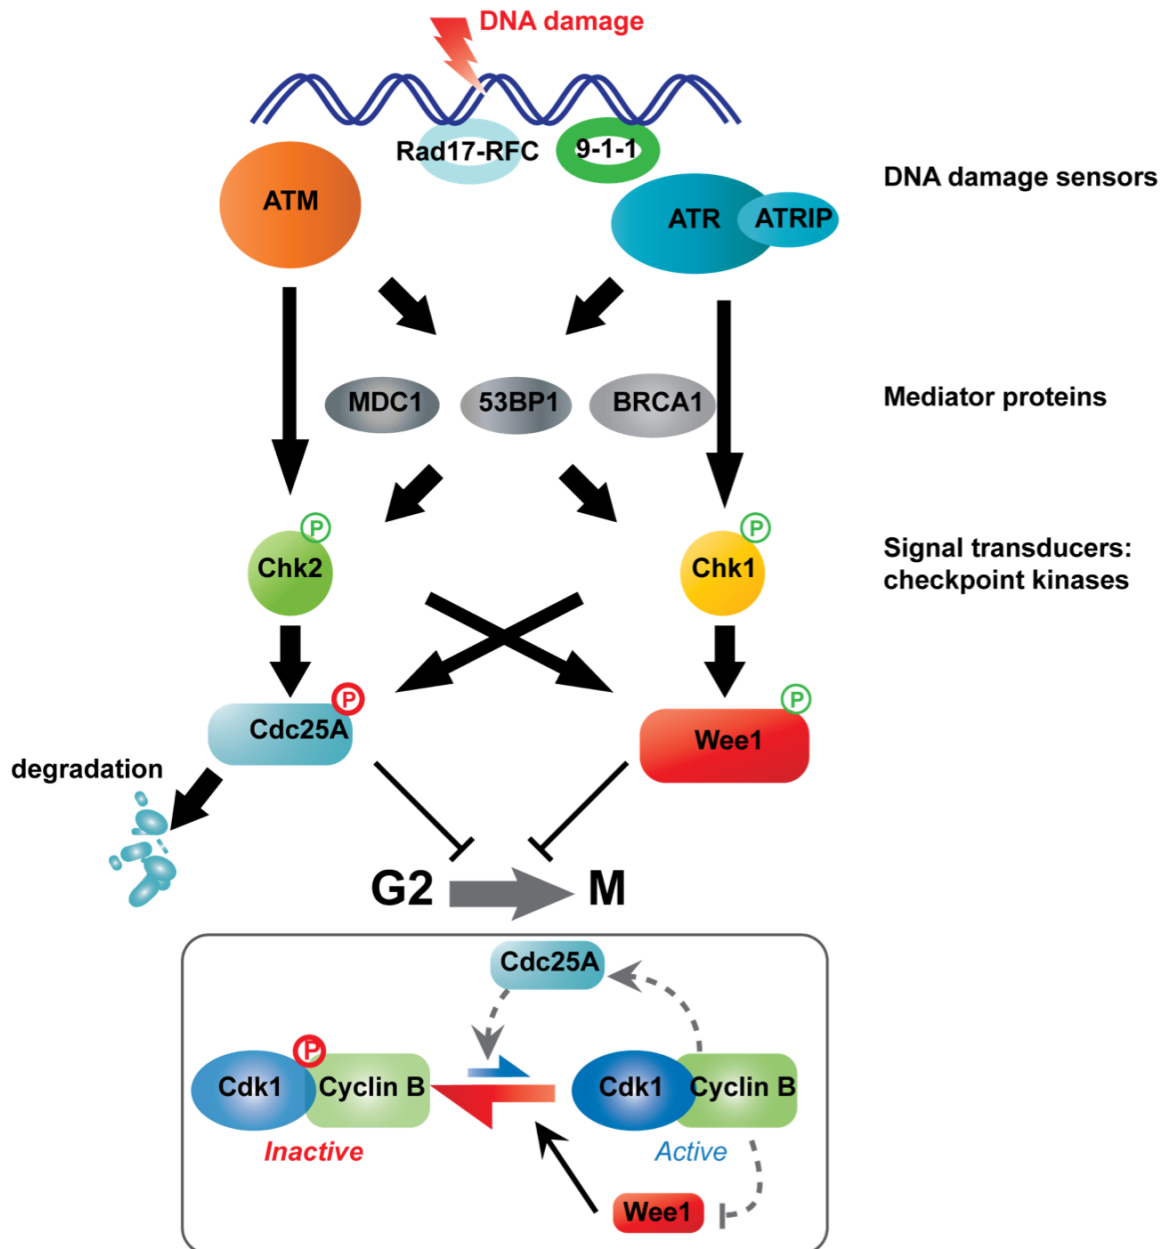 DNA damage
Rad17-RFC
9-1-1
DNA damage sensors
ATM
ATR
ATRIP
MDC1
53BP1
BRCA1
Mediator proteins
P
P
Chk2
Chk1
Signal transducers:
checkpoint kinases
P
P
Cdc25A
Wee1
degradation
G2
M
Cdc25A
P
Cdk1
Cyclin B
Cdk1
Cyclin B
Inactive
Active
Wee1